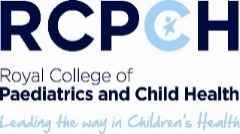 RCPCH
Royal College of
Paediatrics and Child Health
Leading the way in Children's Health